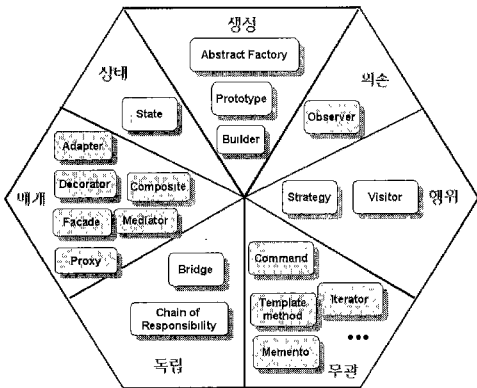 생성
Abstract Factory
Prototype
Builder
상태
State
의존
Observer
매개
Adapter
Decorator
Composite
Facade
Mediator
Proxy
행위
Strategy
Visitor
Bridge
Chain of
Responsibility
독립
Command
Template
method
Iterator
Memento
•••
무관